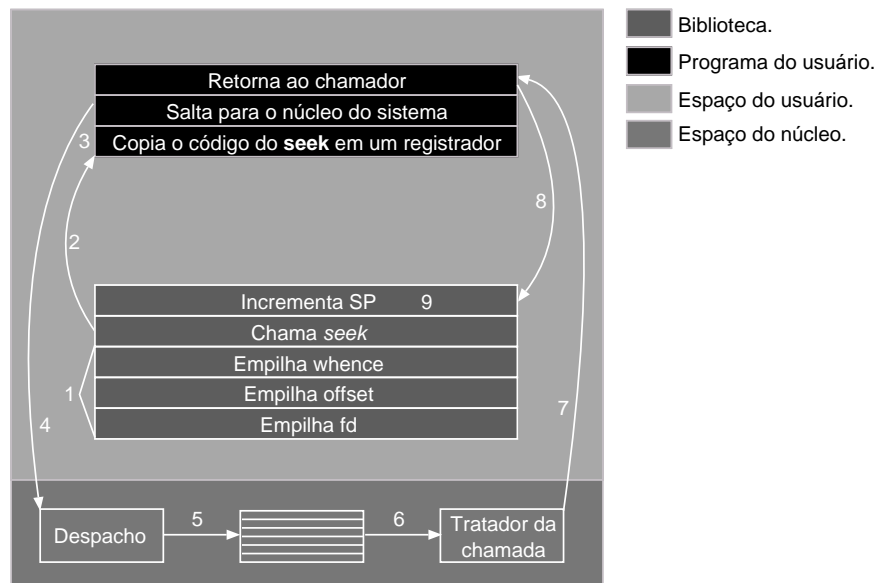 Biblioteca.
Programa do usuário.
Espaço do usuário.
Espaço do núcleo.
Retorna ao chamador
Salta para o núcleo do sistema
3 Copia o código do seek em um registrador
8
2
Incrementa SP 9
Chama seek
Empilha whence
1 Empilha offset
7
4 Empilha fd
Despacho
5
6
Tratador da
chamada